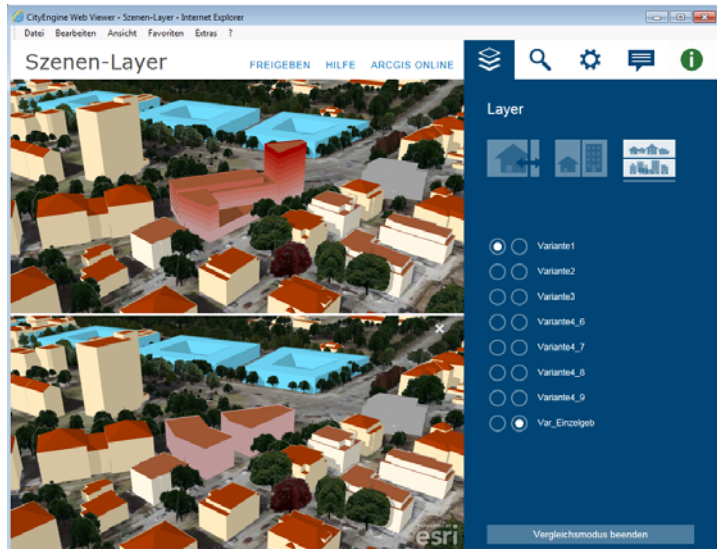 CityEngine Web Viewer - Szenen-Layer - Internet Explorer
Datei Bearbeiten Ansicht Favoriten Extras ?
Szenen-Layer
FREIGEBEN HILFE ARCGIS ONLINE
Layer
Variante1
Variante2
Variante3
Variante4_6
Variante4_7
Variante4_8
Variante4_9
Var_Einzelgeb
esri
Vergleichsmodus beenden